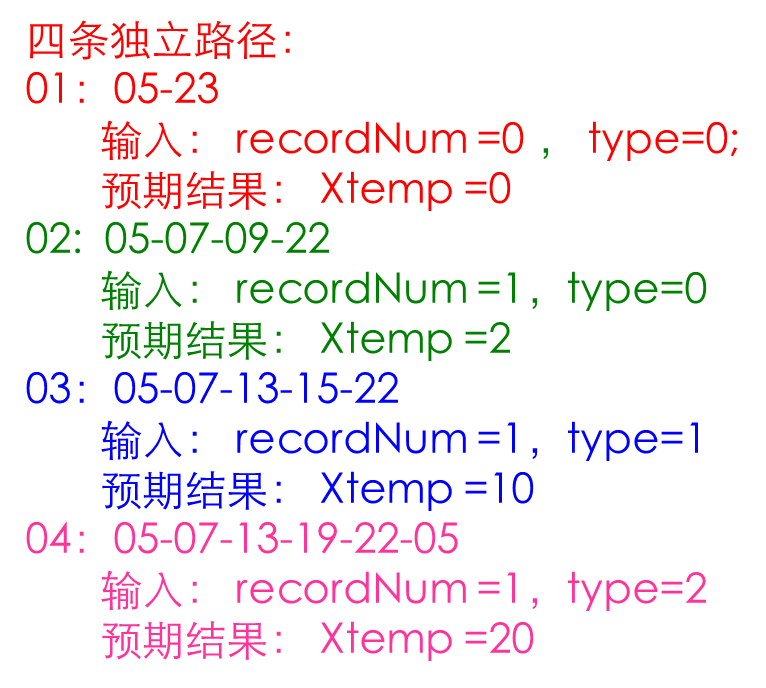 四条独立路径：
01：05-23
输入： recordNum =0 ， type=0;
预期结果： Xtemp =0
02: 05-07-09-22
输入： recordNum =1，type=0
预期结果： Xtemp =2
03：05-07-13-15-22
输入： recordNum =1，type=1
预期结果： Xtemp =10
04：05-07-13-19-22-05
输入： recordNum =1，type=2
预期结果： Xtemp =20